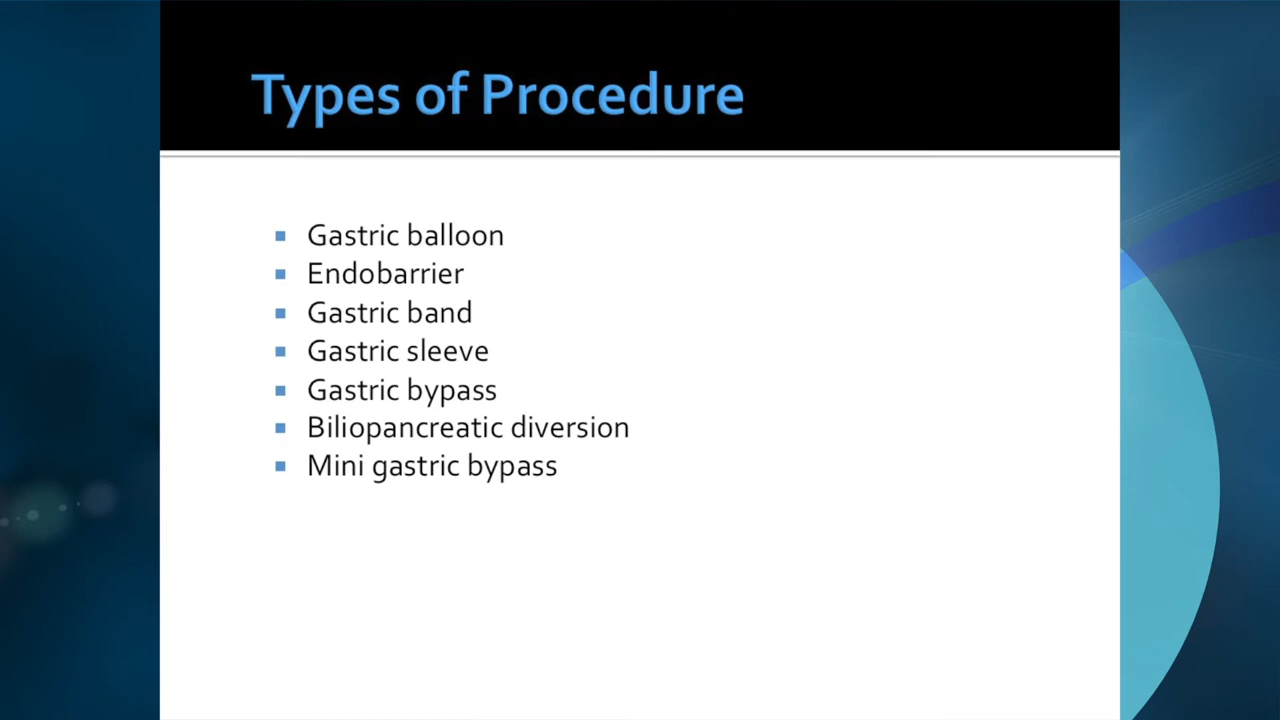 Types of Procedure
Gastric balloon
Endobarrier
Gastric band
Gastric sleeve
Gastric bypass
Biliopancreatic diversion
Mini gastric bypass